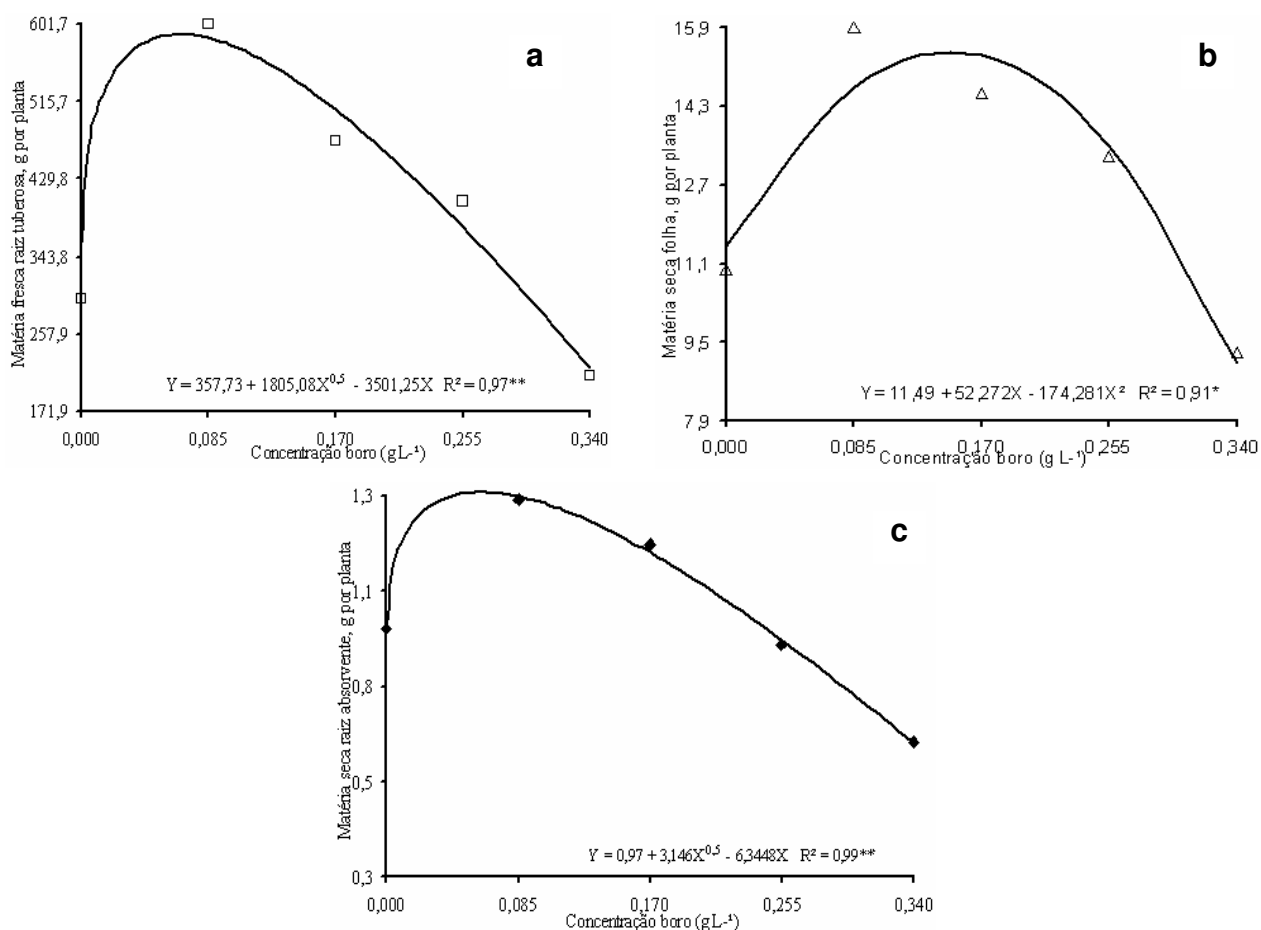 a
Matéria fresca raiz tuberosa, g por planta
601,7
515,7
429,8
343,8
257,9
171,9
Y = 357,73 + 1805,08X⁰,⁵ - 3501,25X R² = 0,97**
0,000 0,085 0,170 0,255 0,340
Concentração boro (gL-¹)
b
Matéria seca folha, g por planta
15,9
14,3
12,7
11,1
9,5
7,9
Y = 11,49 +52,272X - 174,281X² R² = 0,91*
0,000 0,085 0,170 0,255 0,340
Concentração boro (g L-¹)
c
Matéria seca raiz absorvente, g por planta
1,3
1,1
0,8
0,5
0,3
Y = 0,97 +3,146X⁰,⁵ - 6,3448X R² = 0,99**
0,000 0,085 0,170 0,255 0,340
Concentração boro (gL-¹)